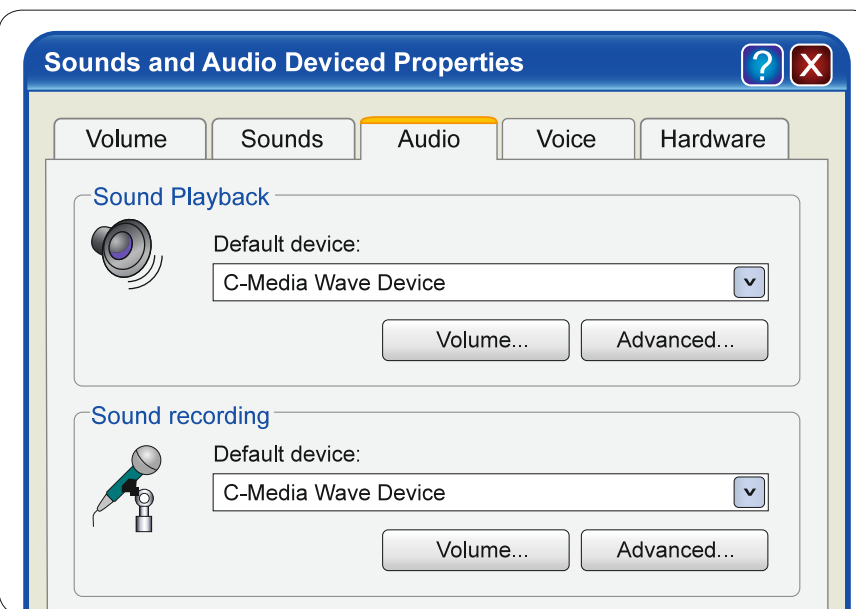 Sounds and Audio Deviced Properties
? X
Volume Sounds Audio Voice Hardware
Sound Playback
Default device:
C-Media Wave Device
Volume... Advanced...
Sound recording
Default device:
C-Media Wave Device
Volume... Advanced...